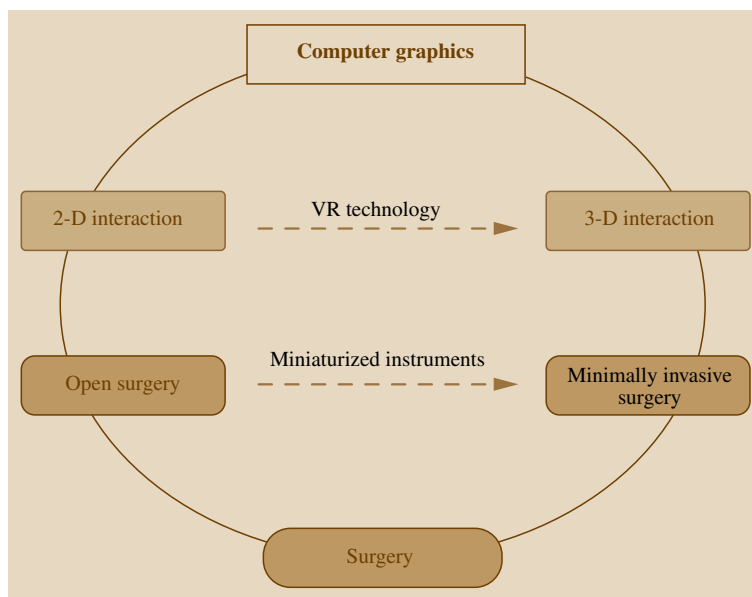 Computer graphics
2-D interaction
VR technology
3-D interaction
Open surgery
Miniaturized instruments
Minimally invasive
surgery
Surgery